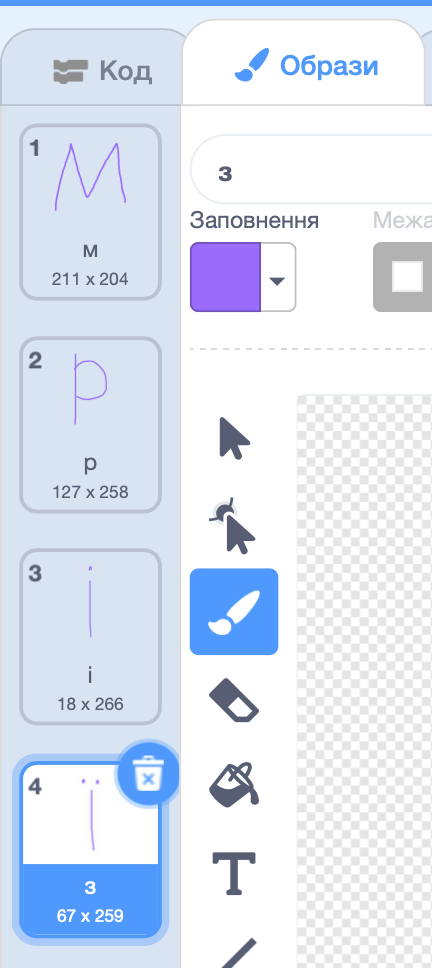 Код
Образи
1
М
м
211 x 204
2
р
р
127 x 258
3
і
і
18 x 266
4
ї
з
67 x 259
з
Заповнення
Межа
T